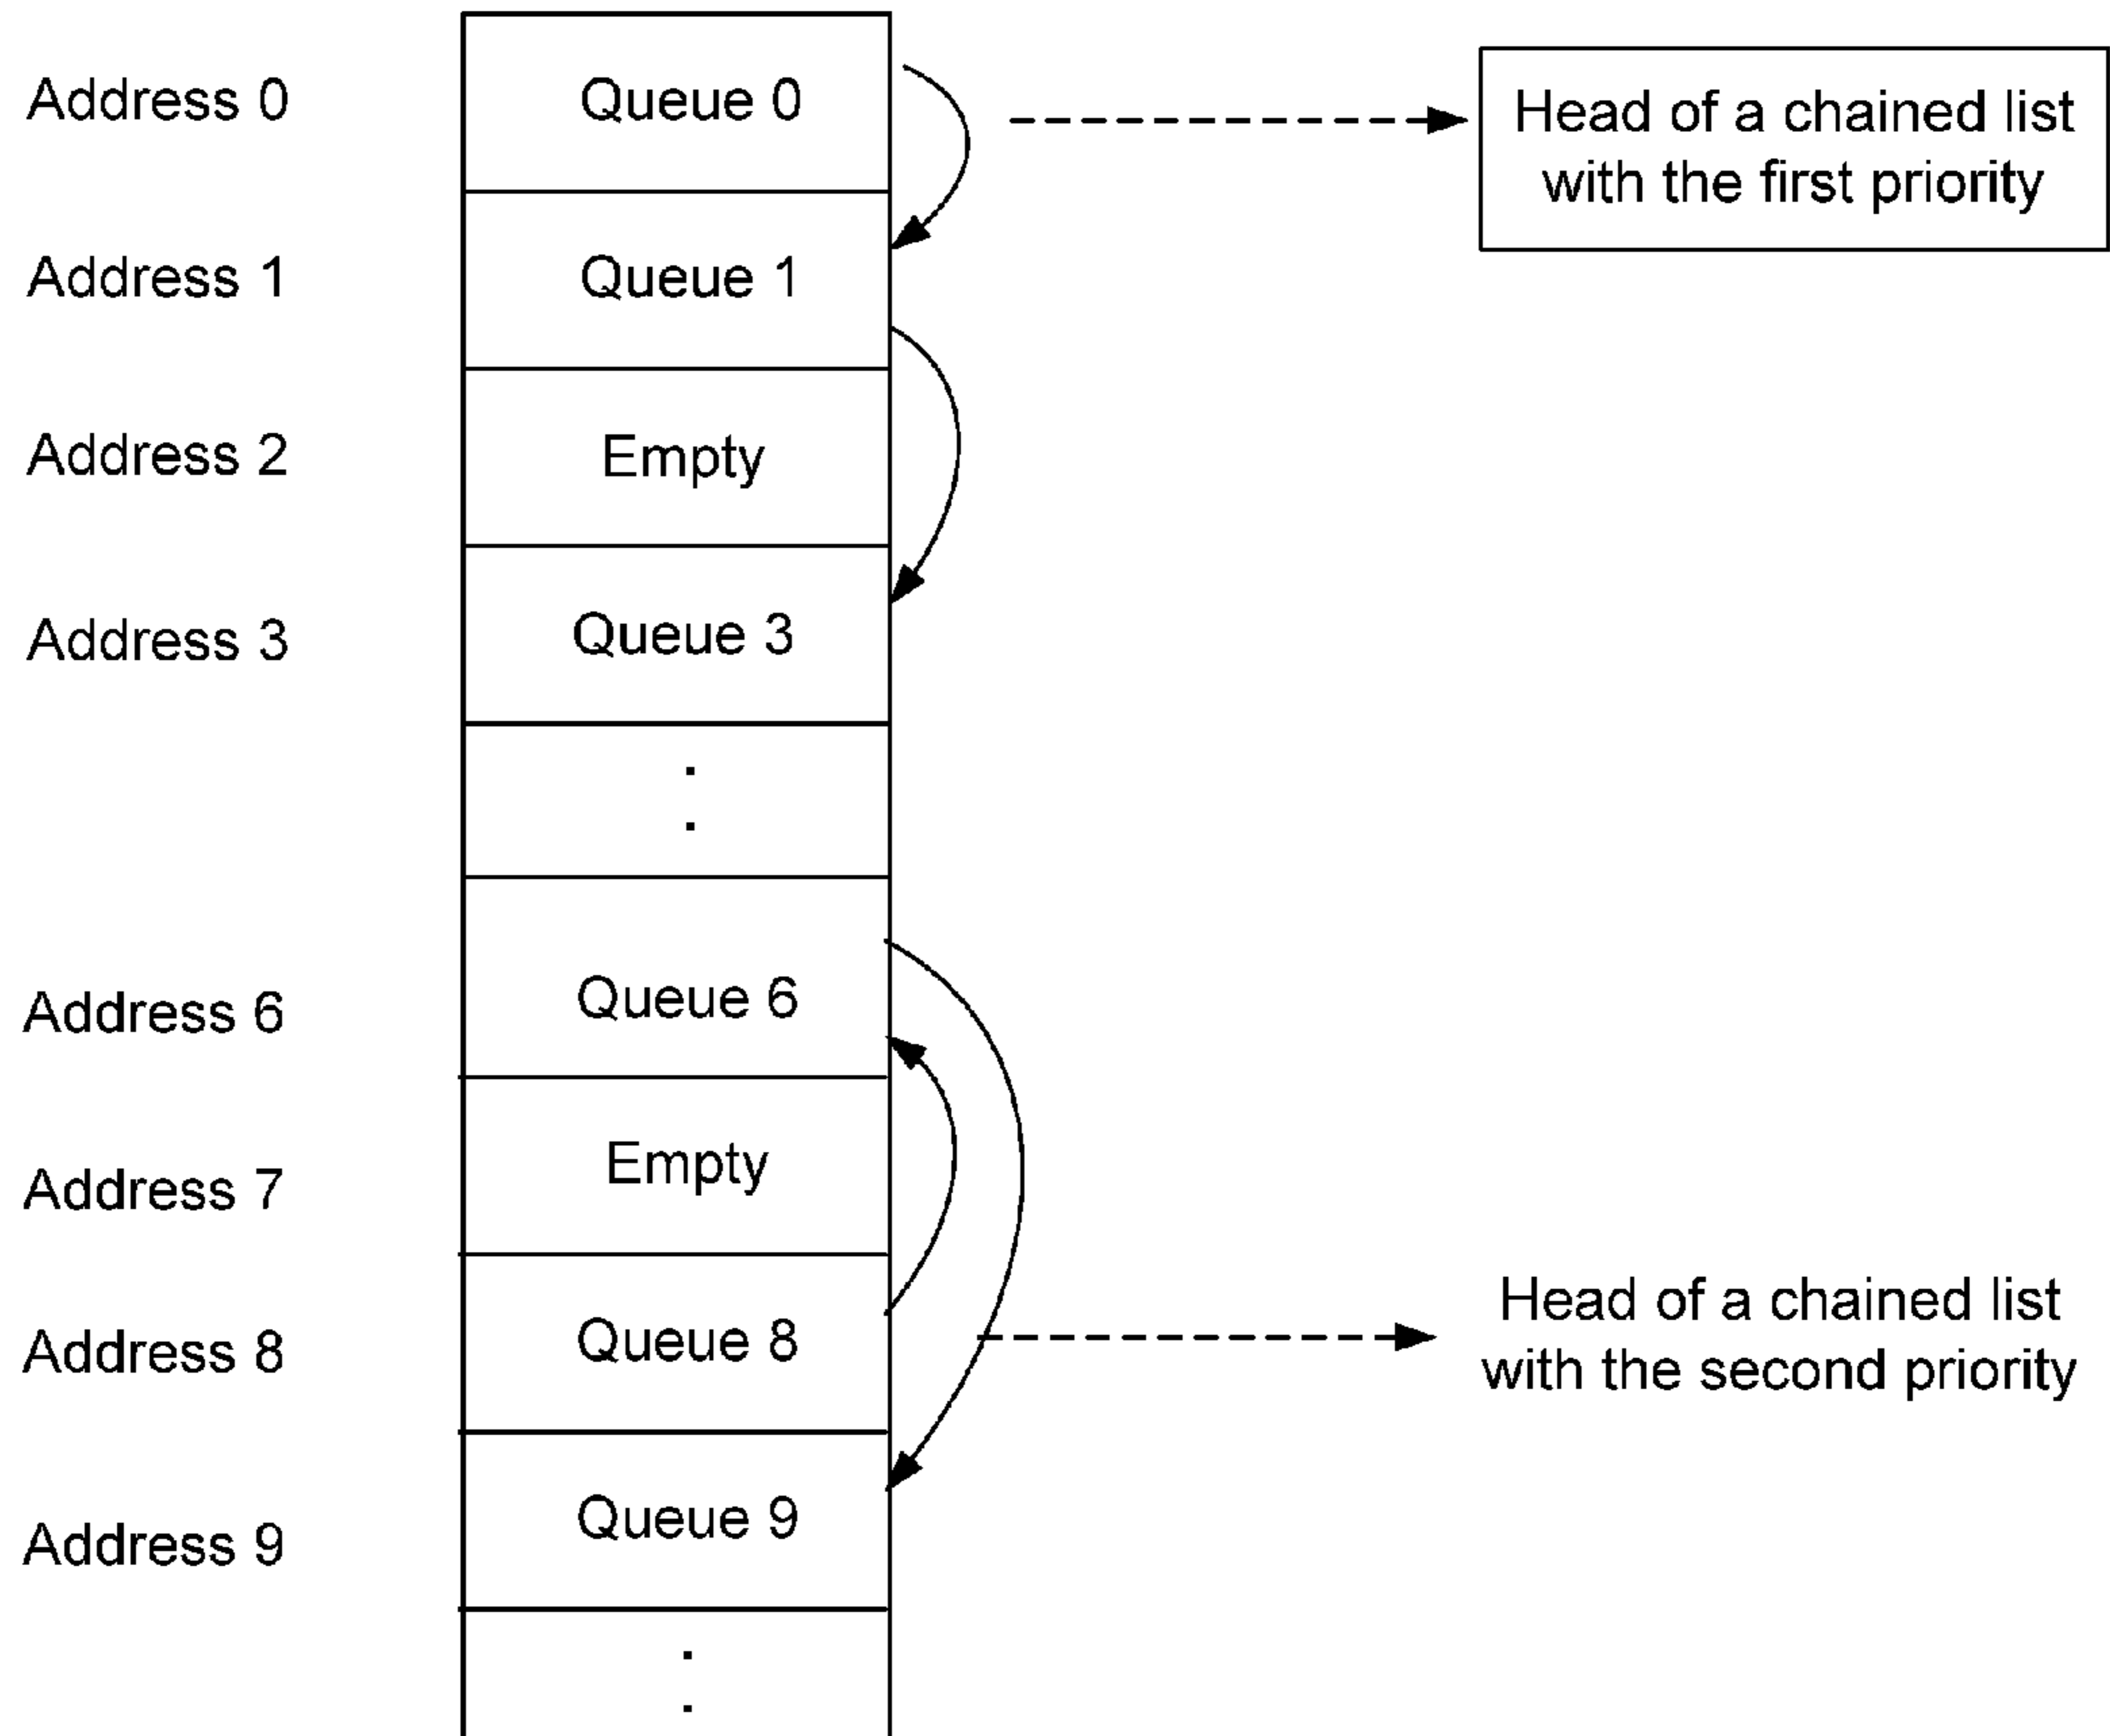 Address 0
Queue 0
Head of a chained list
with the first priority
Address 1
Queue 1
Address 2
Empty
Address 3
Queue 3
:
Address 6
Queue 6
Address 7
Empty
Address 8
Queue 8
Head of a chained list
with the second priority
Address 9
Queue 9
: